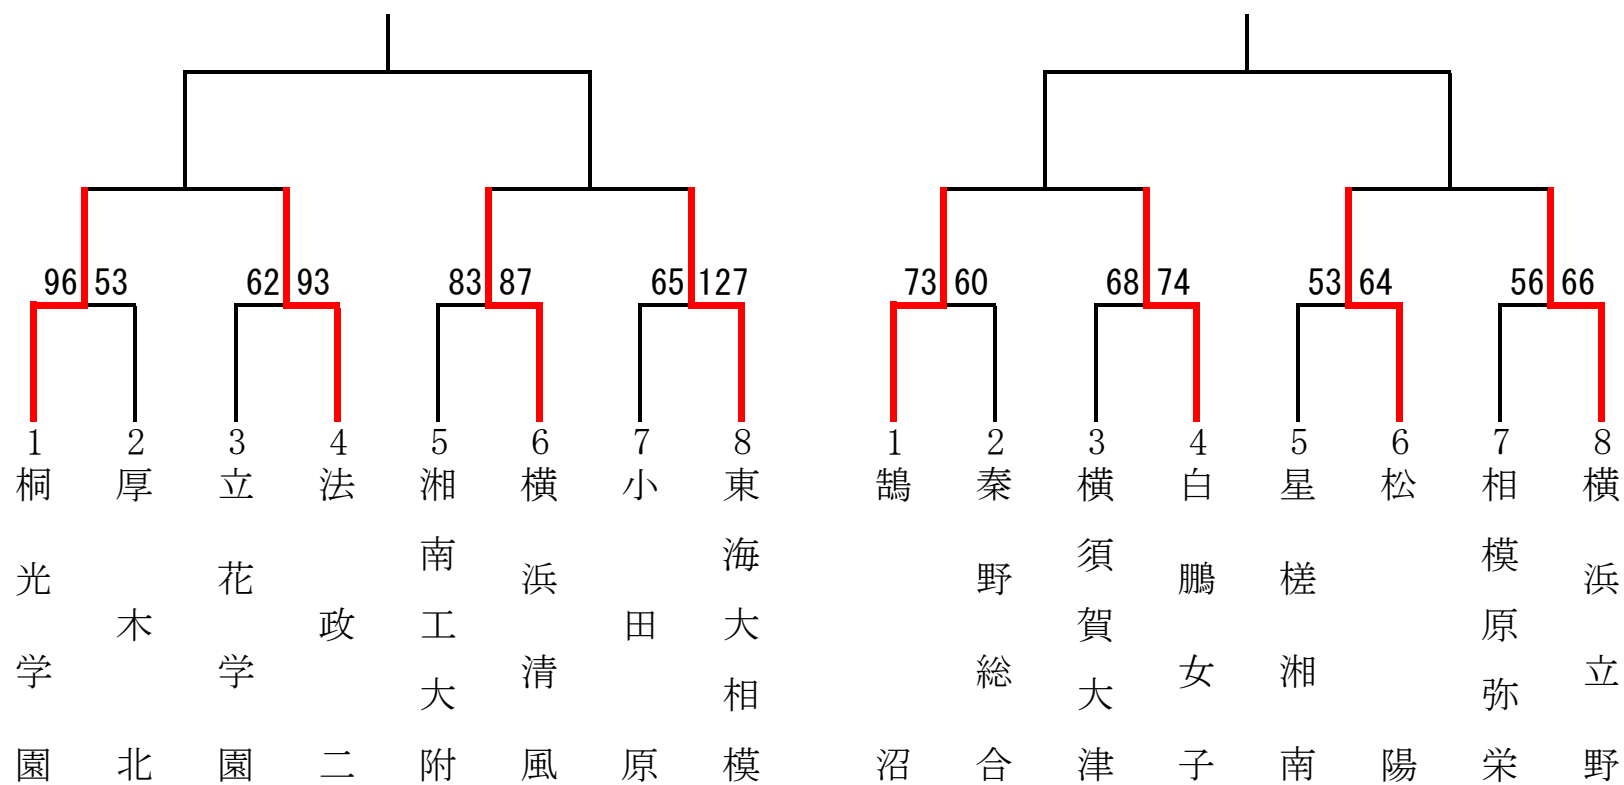 96 53 62 93 83 87 65 127 73 60 68 74 53 64 56 66
1 2 3 4 5 6 7 8 1 2 3 4 5 6 7 8
桐光学園
厚木北
立花学園
法政二
湘南工大附
横浜清風
小田原
東海大相模
鵠沼
秦野総合
横須賀大津
白鵬女子
星槎湘南
松陽
相模原弥栄
横浜立野